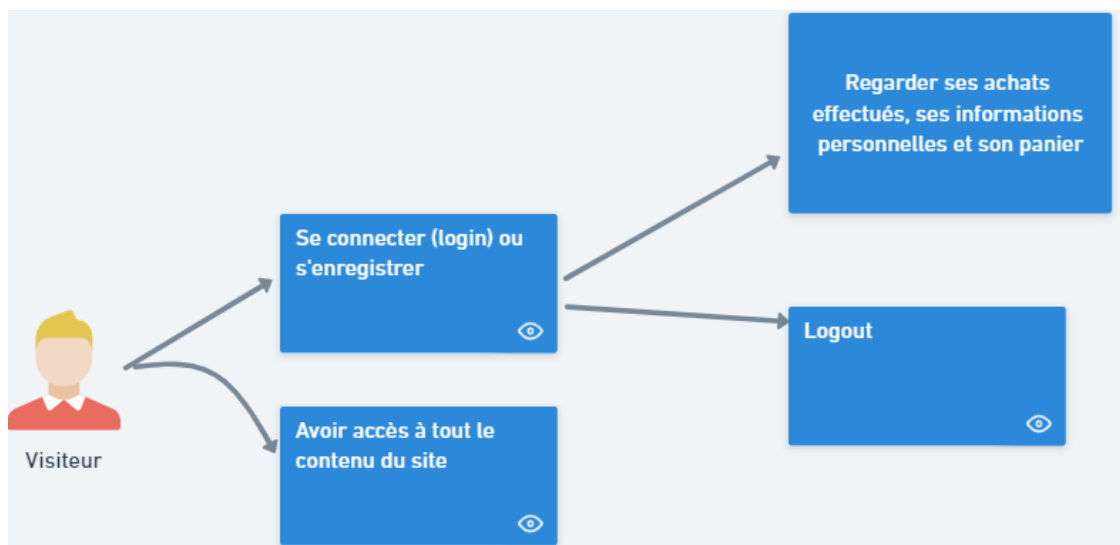 Regarder ses achats
effectués, ses informations
personnelles et son panier
Se connecter (login) ou
s'enregistrer
Logout
Visiteur
Avoir accès à tout le
contenu du site